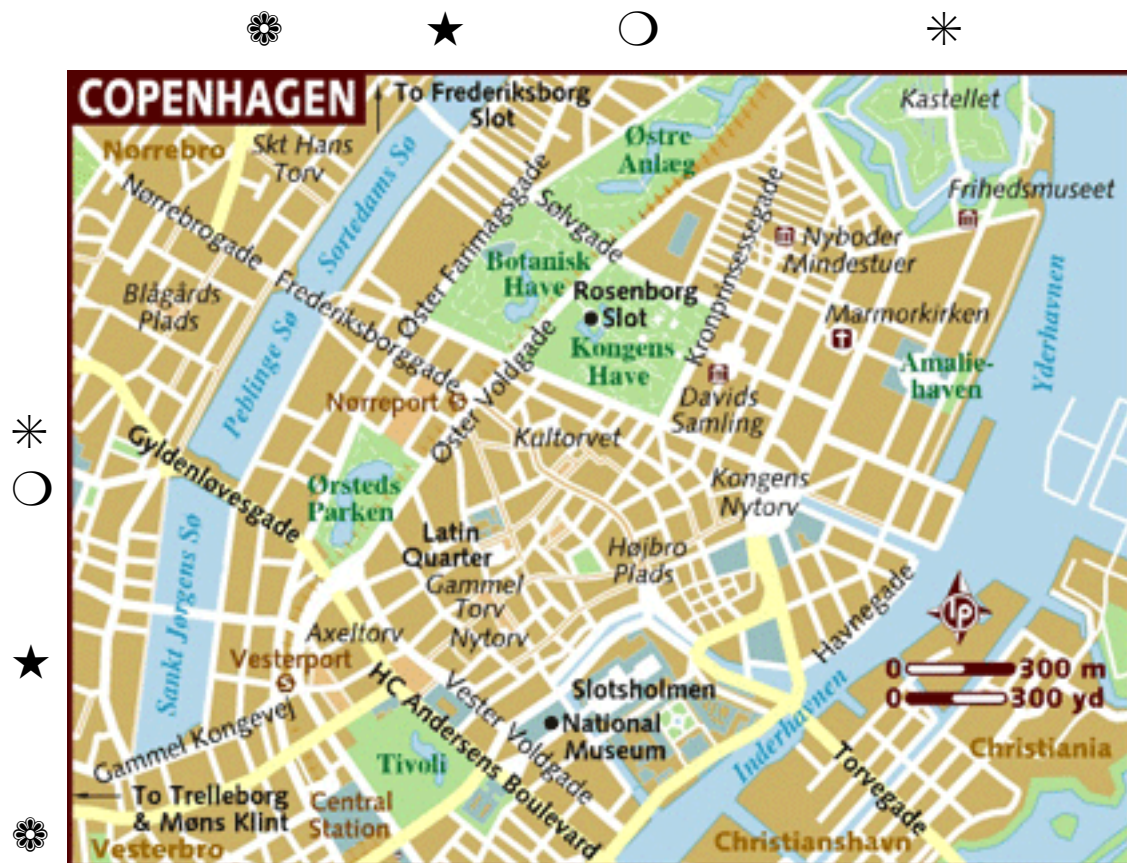 COPENHAGEN
To Frederiksborg
Slot
Kastellet
Nørrebro
Skt Hans
Torv
Østre
Anlæg
Sortedams Sø
Frihedsmuseet
Nørrebrogade
Øster Farimagsgade
Sølvgade
Kronprinsessegade
Nyboder
Mindestuer
Botanisk
Have
Blågårds
Plads
Frederiksborggade
Rosenborg
Slot
Marmorkirken
Yderhavnen
Peblinge Sø
Kongens
Have
Amalie-
haven
Nørreport
S
Øster Voldgade
Davids
Samling
Kultorvet
Gyldenløvesgade
Ørsteds
Parken
Kongens
Nytorv
Latin
Quarter
Højbro
Plads
Gammel
Torv
Nytorv
Havnegade
LP
Axeltorv
Vesterport
S
Sankt Jørgens Sø
HC Andersens Boulevard
Vester Voldgade
Slotsholmen
0 300 m
0 300 yd
National
Museum
Gammel Kongevej
Inderhavnen
Torvegade
Christiania
Tivoli
To Trelleborg
& Møns Klint
Central
Station
Vesterbro
Christianshavn